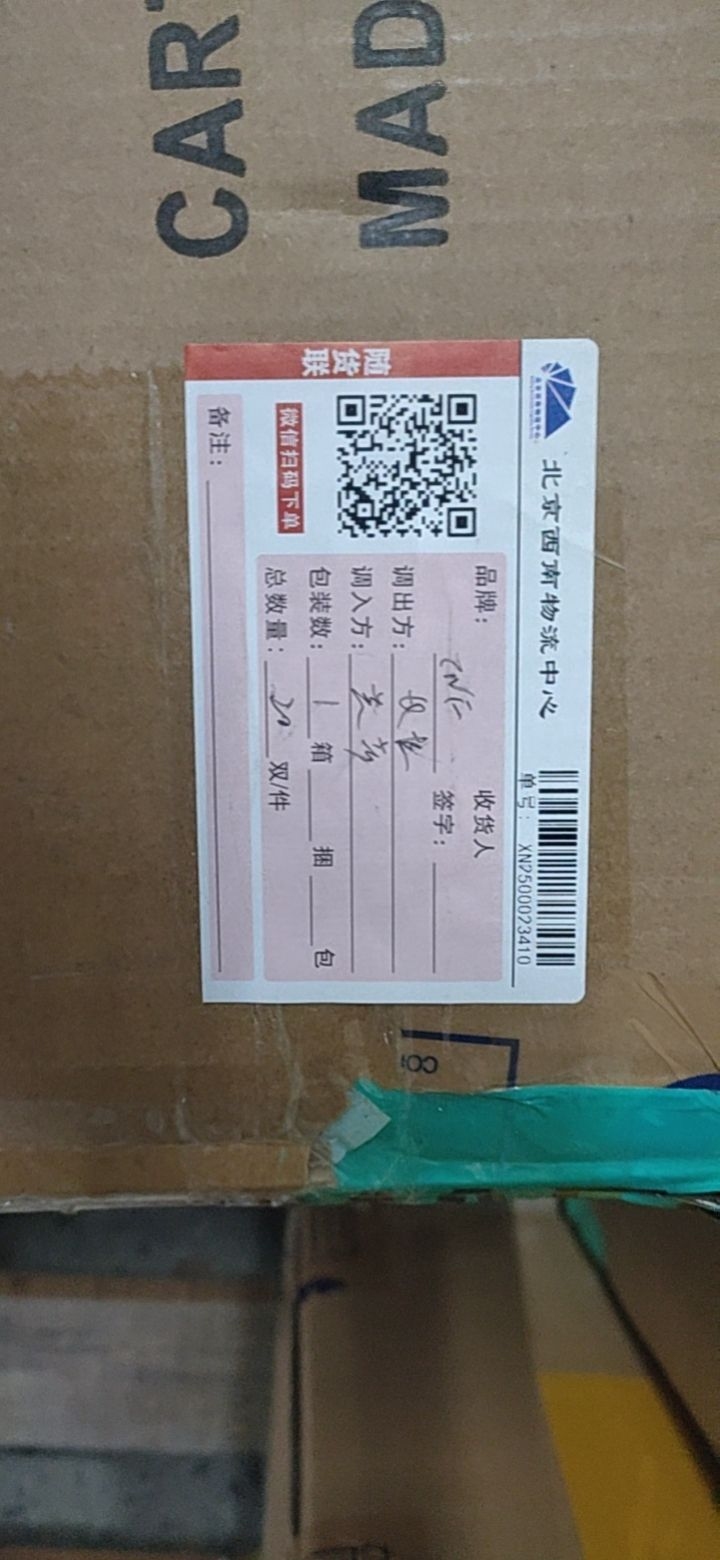 CAR
MAD
北京西南物流中心
单号: XN2500023410
随货联
微信扫码下单
品牌:
收货人
签字:
调出方:
调入方:
包装数: 1 箱 捆 包
总数量: 20 双/件
备注: